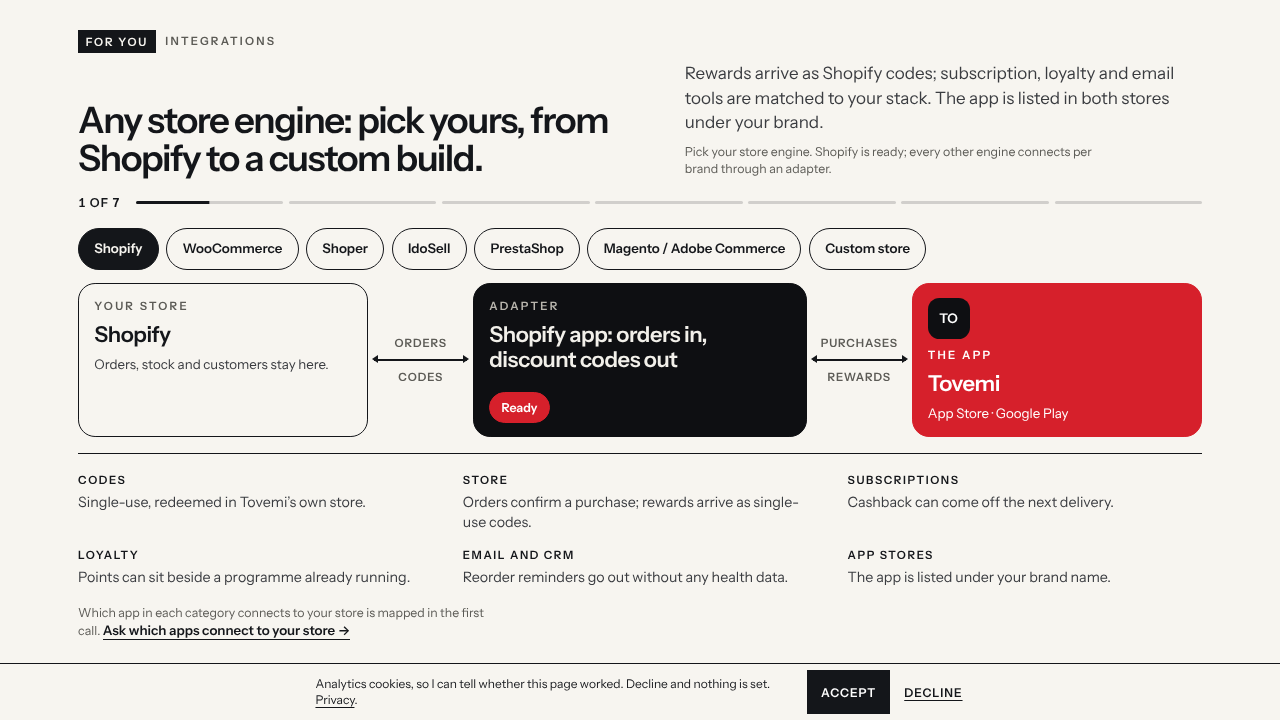 FOR YOU INTEGRATIONS
Any store engine: pick yours, from
Shopify to a custom build.
Rewards arrive as Shopify codes; subscription, loyalty and email
tools are matched to your stack. The app is listed in both stores
under your brand.
Pick your store engine. Shopify is ready; every other engine connects per
brand through an adapter.
1 OF 7
Shopify WooCommerce Shoper IdoSell PrestaShop Magento / Adobe Commerce Custom store
YOUR STORE
Shopify
Orders, stock and customers stay here.
ORDERS
CODES
ADAPTER
Shopify app: orders in,
discount codes out
Ready
PURCHASES
REWARDS
TO
THE APP
Tovemi
App Store · Google Play
CODES
Single-use, redeemed in Tovemi’s own store.
STORE
Orders confirm a purchase; rewards arrive as single-
use codes.
SUBSCRIPTIONS
Cashback can come off the next delivery.
LOYALTY
Points can sit beside a programme already running.
EMAIL AND CRM
Reorder reminders go out without any health data.
APP STORES
The app is listed under your brand name.
Which app in each category connects to your store is mapped in the first
call. Ask which apps connect to your store →
Analytics cookies, so I can tell whether this page worked. Decline and nothing is set.
Privacy.
ACCEPT DECLINE